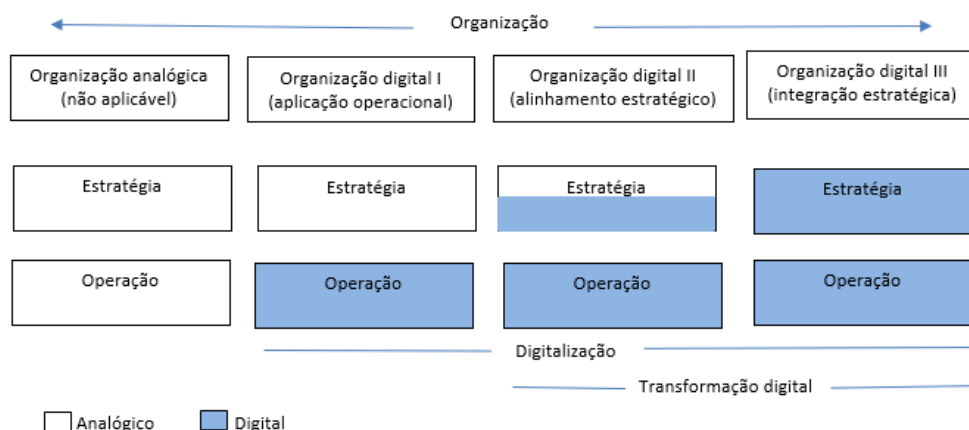 Organização
Organização analógica
(não aplicável)
Organização digital I
(aplicação operacional)
Organização digital II
(alinhamento estratégico)
Organização digital III
(integração estratégica)
Estratégia
Estratégia
Estratégia
Estratégia
Operação
Operação
Operação
Operação
Digitalização
Transformação digital
Analógico
Digital